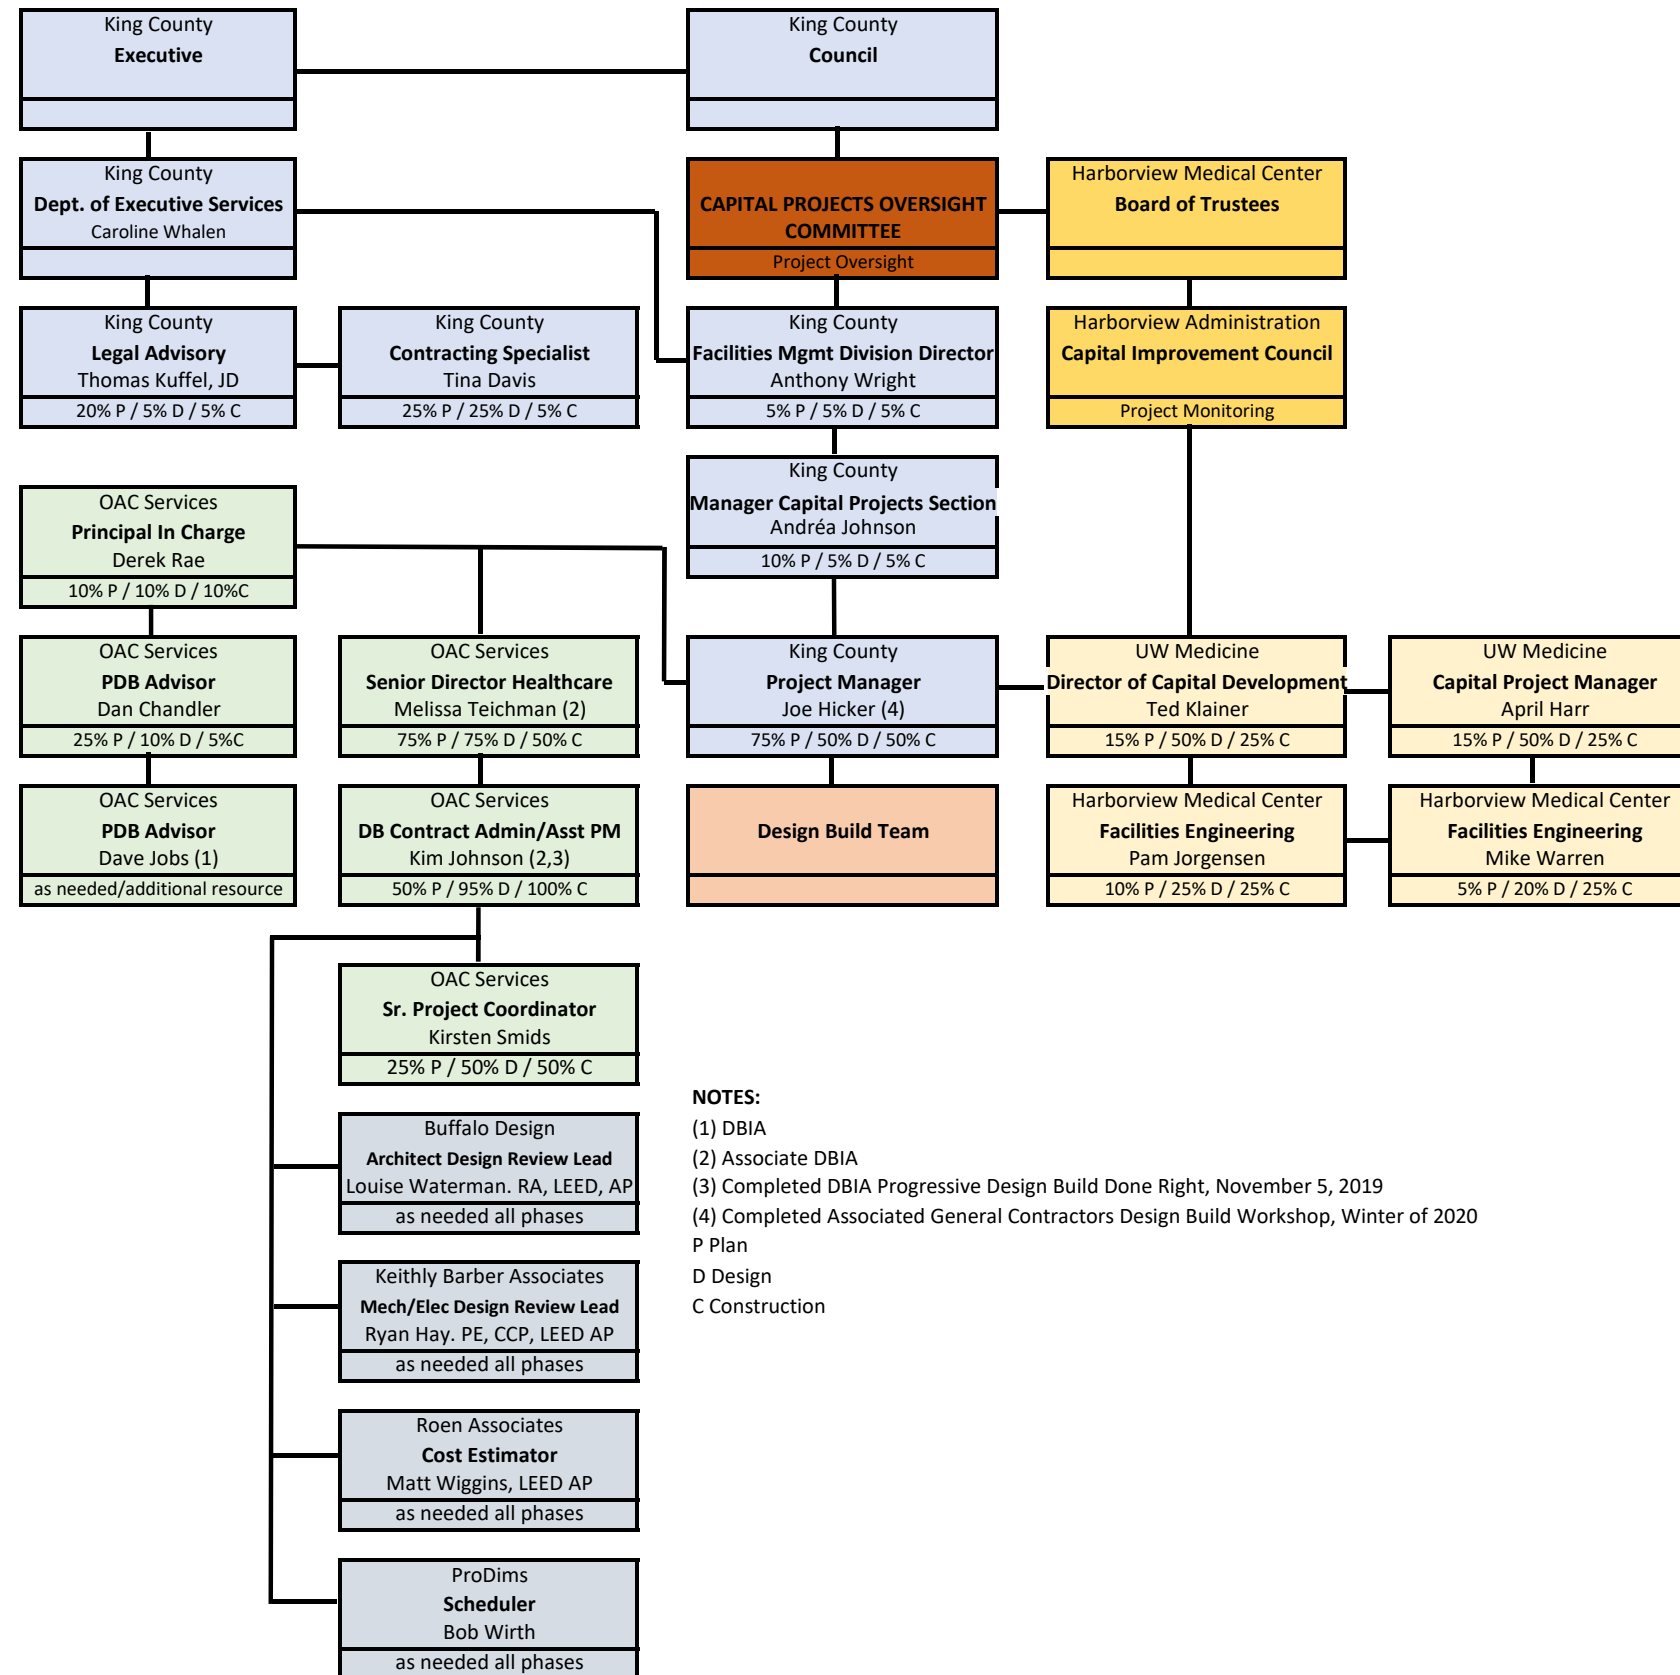 King County
Executive
King County
Council
King County
Dept. of Executive Services
Caroline Whalen
CAPITAL PROJECTS OVERSIGHT
COMMITTEE
Project Oversight
Harborview Medical Center
Board of Trustees
King County
Legal Advisory
Thomas Kuffel, JD
20% P / 5% D / 5% C
King County
Contracting Specialist
Tina Davis
25% P / 25% D / 5% C
King County
Facilities Mgmt Division Director
Anthony Wright
5% P / 5% D / 5% C
Harborview Administration
Capital Improvement Council
Project Monitoring
King County
Manager Capital Projects Section
Andréa Johnson
10% P / 5% D / 5% C
OAC Services
Principal In Charge
Derek Rae
10% P / 10% D / 10%C
OAC Services
PDB Advisor
Dan Chandler
25% P / 10% D / 5%C
OAC Services
Senior Director Healthcare
Melissa Teichman (2)
75% P / 75% D / 50% C
King County
Project Manager
Joe Hicker (4)
75% P / 50% D / 50% C
UW Medicine
Director of Capital Development
Ted Klainer
15% P / 50% D / 25% C
UW Medicine
Capital Project Manager
April Harr
15% P / 50% D / 25% C
OAC Services
PDB Advisor
Dave Jobs (1)
as needed/additional resource
OAC Services
DB Contract Admin/Asst PM
Kim Johnson (2,3)
50% P / 95% D / 100% C
Design Build Team
Harborview Medical Center
Facilities Engineering
Pam Jorgensen
10% P / 25% D / 25% C
Harborview Medical Center
Facilities Engineering
Mike Warren
5% P / 20% D / 25% C
OAC Services
Sr. Project Coordinator
Kirsten Smids
25% P / 50% D / 50% C
Buffalo Design
Architect Design Review Lead
Louise Waterman. RA, LEED, AP
as needed all phases
Keithly Barber Associates
Mech/Elec Design Review Lead
Ryan Hay. PE, CCP, LEED AP
as needed all phases
Roen Associates
Cost Estimator
Matt Wiggins, LEED AP
as needed all phases
ProDims
Scheduler
Bob Wirth
as needed all phases
NOTES:
(1) DBIA
(2) Associate DBIA
(3) Completed DBIA Progressive Design Build Done Right, November 5, 2019
(4) Completed Associated General Contractors Design Build Workshop, Winter of 2020
P Plan
D Design
C Construction